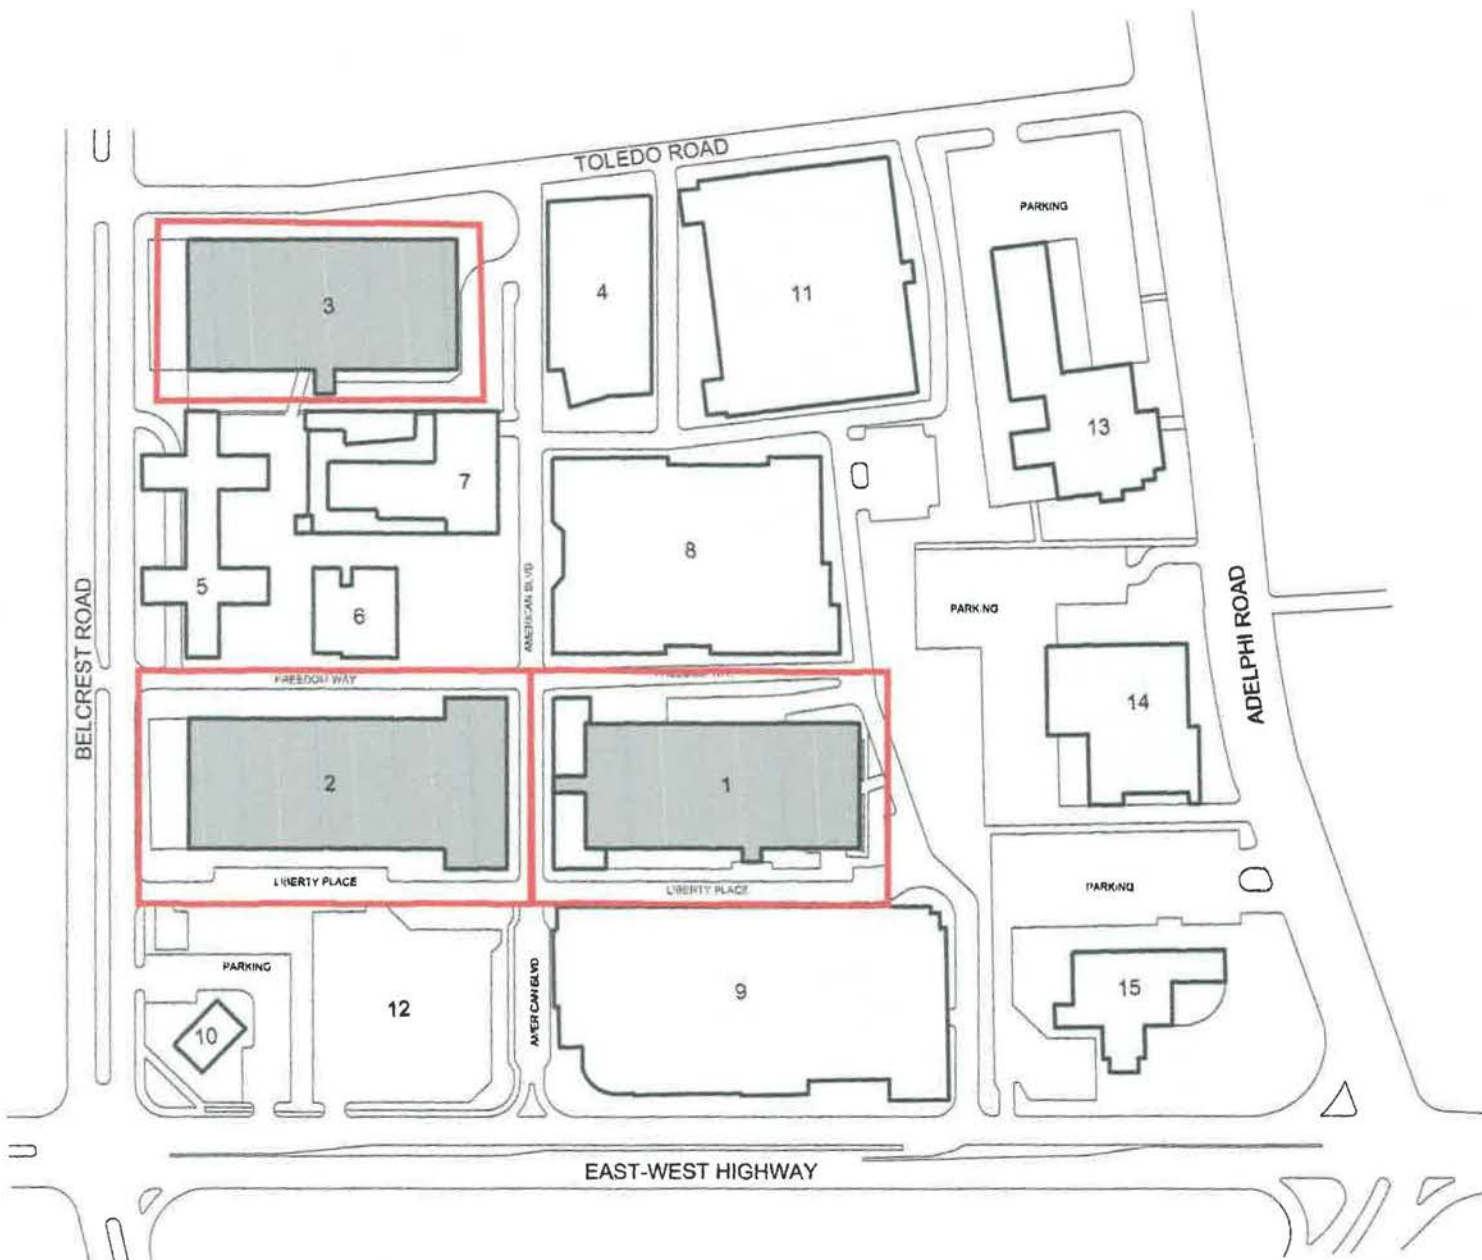 TOLEDO ROAD
PARKING
3
4
11
13
7
8
5
6
AMERICAN BLVD
BELCREST ROAD
PARKING
ADELPHI ROAD
FREEDOM WAY
14
2
1
LIBERTY PLACE
LIBERTY PLACE
PARKING
PARKING
12
10
AMERICAN BLVD
9
15
EAST-WEST HIGHWAY